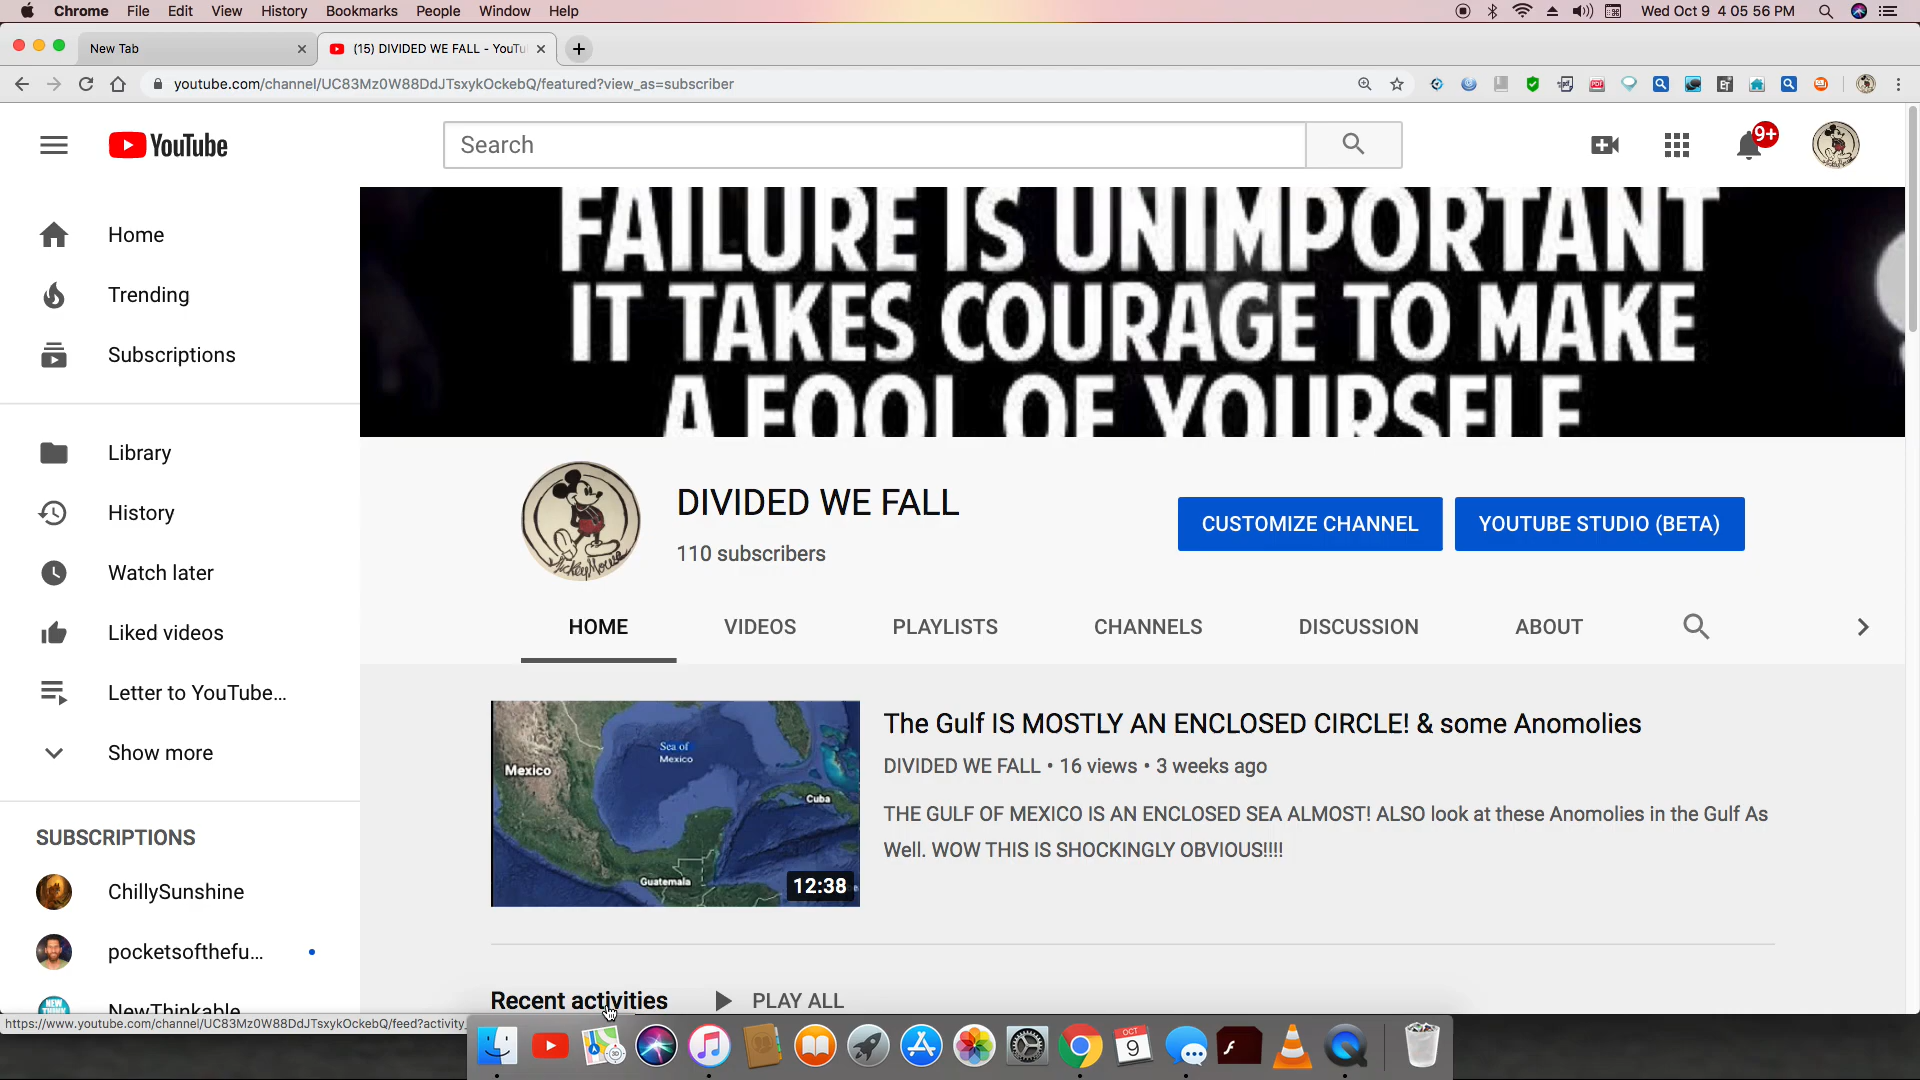 Chrome File Edit View History Bookmarks People Window Help
Wed Oct 9 4 05 56 PM
New Tab
(15) DIVIDED WE FALL - YouTu
youtube.com/channel/UC83Mz0W88DdJTsxykOckebQ/featured?view_as=subscriber
YouTube
Search
9+
Home
Trending
Subscriptions
Library
History
Watch later
Liked videos
Letter to YouTube...
Show more
SUBSCRIPTIONS
ChillySunshine
pocketsofthefu...
NewThinkable
FAILURE IS UNIMPORTANT
IT TAKES COURAGE TO MAKE
A FOOL OF YOURSELF
Mickey Mouse
DIVIDED WE FALL
110 subscribers
CUSTOMIZE CHANNEL
YOUTUBE STUDIO (BETA)
HOME VIDEOS PLAYLISTS CHANNELS DISCUSSION ABOUT
Sea of
Mexico
Mexico
Cuba
Guatemala
12:38
The Gulf IS MOSTLY AN ENCLOSED CIRCLE! & some Anomolies
DIVIDED WE FALL • 16 views • 3 weeks ago
THE GULF OF MEXICO IS AN ENCLOSED SEA ALMOST! ALSO look at these Anomolies in the Gulf As
Well. WOW THIS IS SHOCKINGLY OBVIOUS!!!!
Recent activities
PLAY ALL
https://www.youtube.com/channel/UC83Mz0W88DdJTsxykOckebQ/feed?activity_
OCT
9